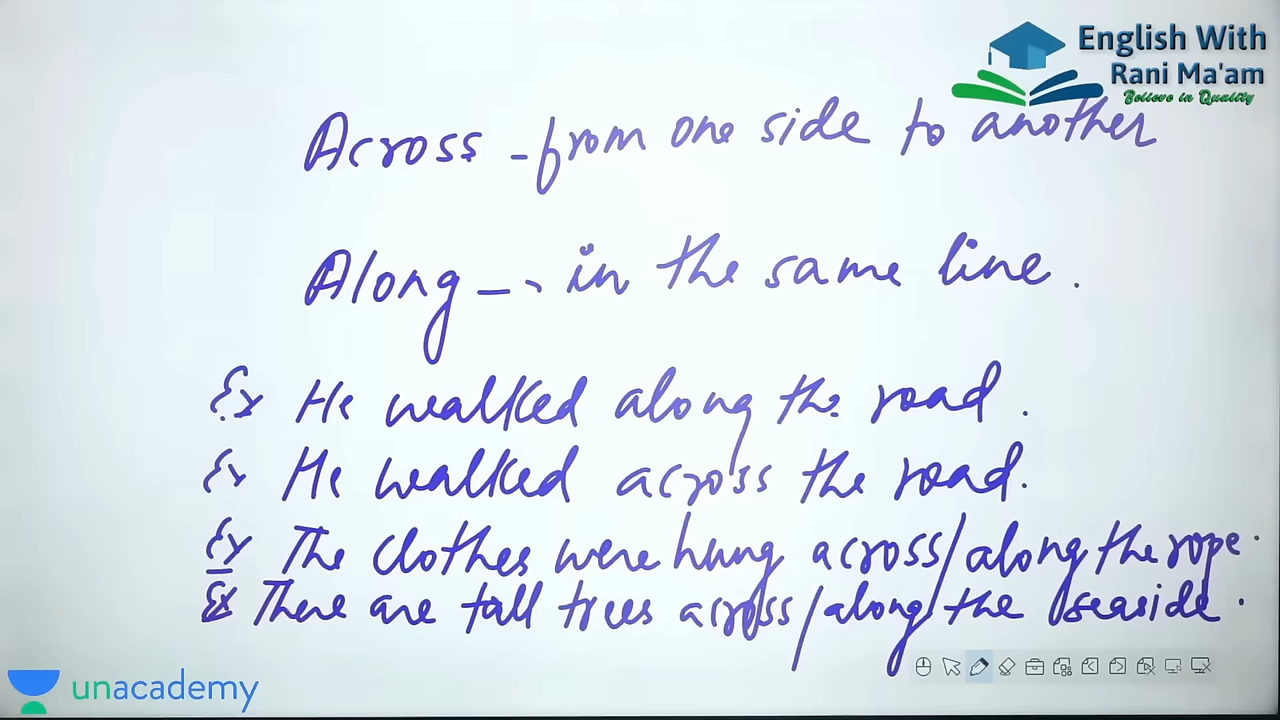 English With
Rani Ma'am
Believe in Quality
Across - from one side to another
Along - in the same line.
Ex He walked along the road.
Ex He walked across the road.
Ex The clothes were hung across/along the rope.
Ex There are tall trees across/along the seaside.
unacademy